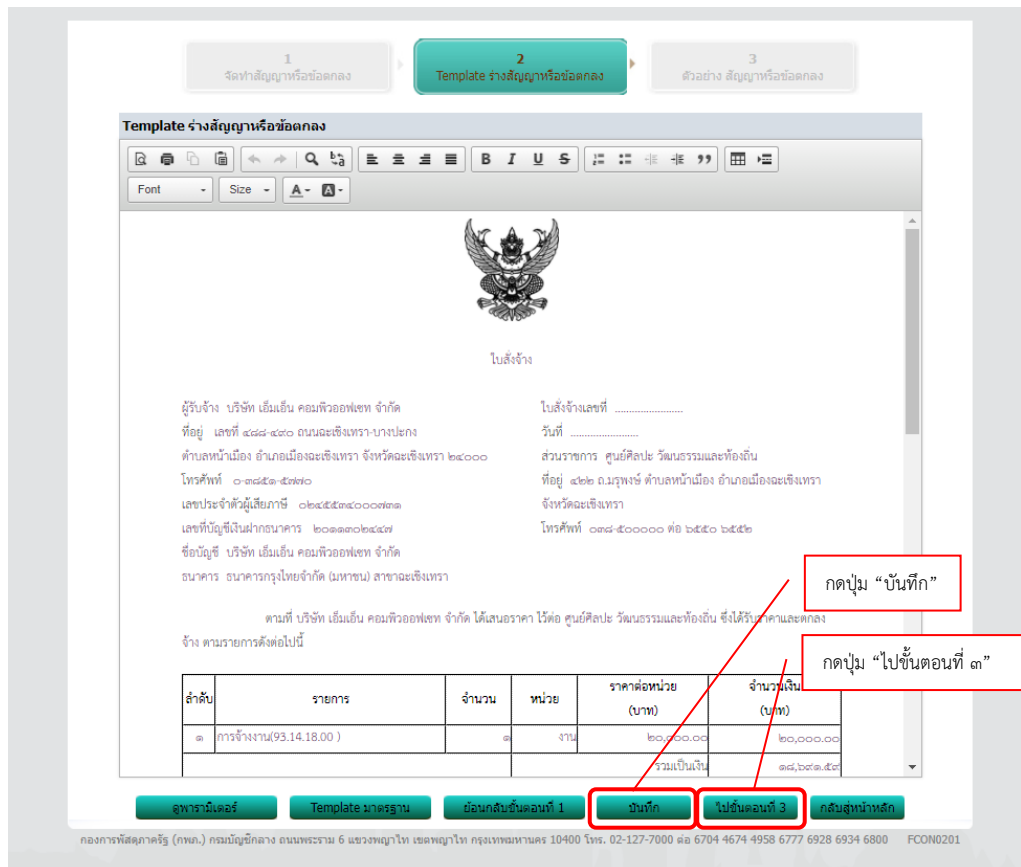 1
จัดทำสัญญาหรือข้อตกลง
2
Template ร่างสัญญาหรือข้อตกลง
3
ตัวอย่าง สัญญาหรือข้อตกลง
Template ร่างสัญญาหรือข้อตกลง
B I U S
Font Size A A
ใบสั่งจ้าง
ผู้รับจ้าง บริษัท เอ็มเอ็น คอมพิวออฟเซท จำกัด
ใบสั่งจ้างเลขที่ ........................
ที่อยู่ เลขที่ ๔๘๘-๔๙๐ ถนนฉะเชิงเทรา-บางปะกง
วันที่ ........................
ตำบลหน้าเมือง อำเภอเมืองฉะเชิงเทรา จังหวัดฉะเชิงเทรา ๒๔๐๐๐
ส่วนราชการ ศูนย์ศิลปะ วัฒนธรรมและท้องถิ่น
โทรศัพท์ ๐-๓๘๕๑-๕๗๗๐
ที่อยู่ ๔๒๒ ถ.มรุพงษ์ ตำบลหน้าเมือง อำเภอเมืองฉะเชิงเทรา
เลขประจำตัวผู้เสียภาษี ๐๒๔๕๕๓๔๐๐๐๗๓๑
จังหวัดฉะเชิงเทรา
เลขที่บัญชีเงินฝากธนาคาร ๒๐๑๑๓๐๒๔๔๗
โทรศัพท์ ๐๓๘-๕๐๐๐๐๐ ต่อ ๖๕๕๐ ๖๕๕๒
ชื่อบัญชี บริษัท เอ็มเอ็น คอมพิวออฟเซท จำกัด
ธนาคาร ธนาคารกรุงไทยจำกัด (มหาชน) สาขาฉะเชิงเทรา
กดปุ่ม “บันทึก”
ตามที่ บริษัท เอ็มเอ็น คอมพิวออฟเซท จำกัด ได้เสนอราคา ไว้ต่อ ศูนย์ศิลปะ วัฒนธรรมและท้องถิ่น ซึ่งได้รับราคาและตกลง
จ้าง ตามรายการดังต่อไปนี้
กดปุ่ม “ไปขั้นตอนที่ ๓”
ลำดับ รายการ จำนวน หน่วย ราคาต่อหน่วย (บาท) จำนวนเงิน (บาท)
๑ การจ้างงาน(93.14.18.00 ) ๑ งาน ๒๐,๐๐๐.๐๐ ๒๐,๐๐๐.๐๐
รวมเป็นเงิน ๑๘,๖๙๑.๕๙
ดูพารามิเตอร์ Template มาตรฐาน ย้อนกลับขั้นตอนที่ 1 บันทึก ไปขั้นตอนที่ 3 กลับสู่หน้าหลัก
กองการพัสดุภาครัฐ (กพภ.) กรมบัญชีกลาง ถนนพระราม 6 แขวงพญาไท เขตพญาไท กรุงเทพมหานคร 10400 โทร. 02-127-7000 ต่อ 6704 4674 4958 6777 6928 6934 6800 FCON0201